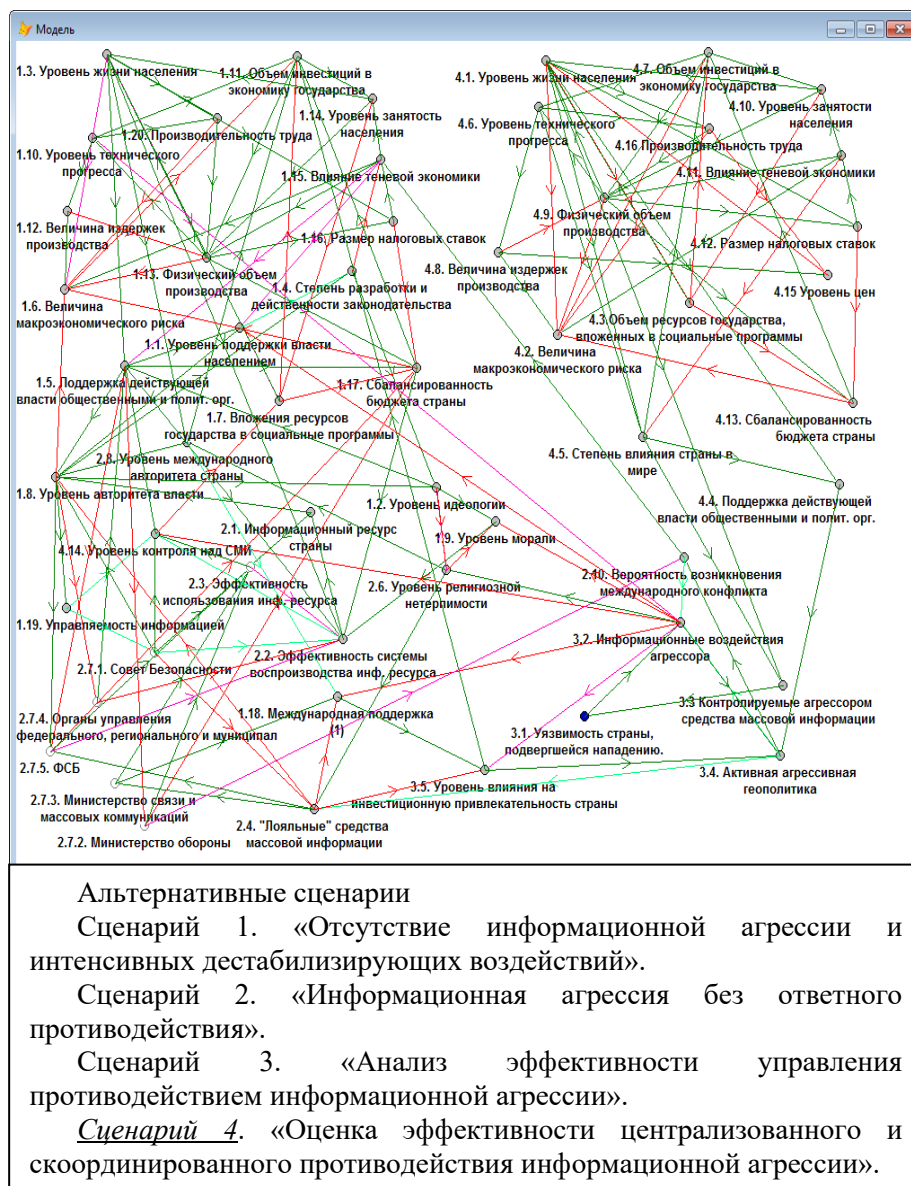 Модель
1.3. Уровень жизни населения
1.11. Объем инвестиций в
экономику государства
4.1. Уровень жизни населения
4.7. Объем инвестиций в
экономику государства
1.14. Уровень занятость
населения
4.10. Уровень занятости
населения
1.20. Производительность труда
4.6. Уровень технического
прогресса
4.16 Производительность труда
1.10. Уровень технического
прогресса
1.15. Влияние теневой экономики
4.11. Влияние теневой экономики
1.12. Величина издержек
производства
1.16. Размер налоговых ставок
4.9. Физический объем
производства
4.12. Размер налоговых ставок
1.13. Физический объем
производства
1.4. Степень разработки и
действенности законодательства
4.8. Величина издержек
производства
4.15 Уровень цен
1.6. Величина
макроэкономического риска
4.3.Объем ресурсов государства,
вложенных в социальные программы
1.1. Уровень поддержки власти
населением
4.2. Величина
макроэкономического риска
1.5. Поддержка действующей
власти общественными и полит. орг.
1.17. Сбалансированность
бюджета страны
4.13. Сбалансированность
бюджета страны
1.7. Вложения ресурсов
государства в социальные программы
4.5. Степень влияния страны в
мире
2.8. Уровень международного
авторитета страны
1.8. Уровень авторитета власти
1.2. Уровень идеологии
4.4. Поддержка действующей
власти общественными и полит. орг.
2.1. Информационный ресурс
страны
1.9. Уровень морали
4.14. Уровень контроля над СМИ
2.3. Эффективность
использования инф. ресурса
2.6. Уровень религиозной
нетерпимости
2.10. Вероятность возникновения
международного конфликта
1.19. Управляемость информацией
2.2. Эффективность системы
воспроизводства инф. ресурса
3.2. Информационные воздействия
агрессора
2.7.1. Совет Безопасности
3.3 Контролируемые агрессором
средства массовой информации
2.7.4. Органы управления
федерального, регионального и муниципал
1.18. Международная поддержка
(1)
3.1. Уязвимость страны,
подвергшейся нападению.
2.7.5. ФСБ
3.4. Активная агрессивная
геополитика
3.5. Уровень влияния на
инвестиционную привлекательность страны
2.7.3. Министерство связи и
массовых коммуникаций
2.7.2. Министерство обороны
2.4. "Лояльные" средства
массовой информации
Альтернативные сценарии
Сценарий 1. «Отсутствие информационной агрессии и
интенсивных дестабилизирующих воздействий».
Сценарий 2. «Информационная агрессия без ответного
противодействия».
Сценарий 3. «Анализ эффективности управления
противодействием информационной агрессии».
Сценарий 4. «Оценка эффективности централизованного и
скоординированного противодействия информационной агрессии».